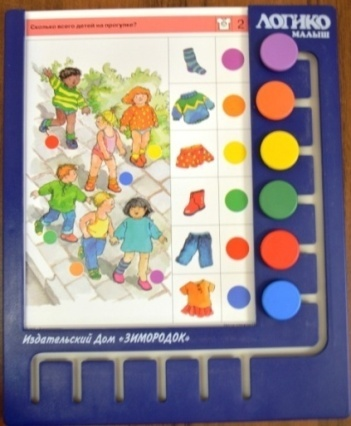 Сколько всего детей на прогулке?
2
ЛОГИКО
МАЛЫШ
Издательский Дом «ЗИМОРОДОК»